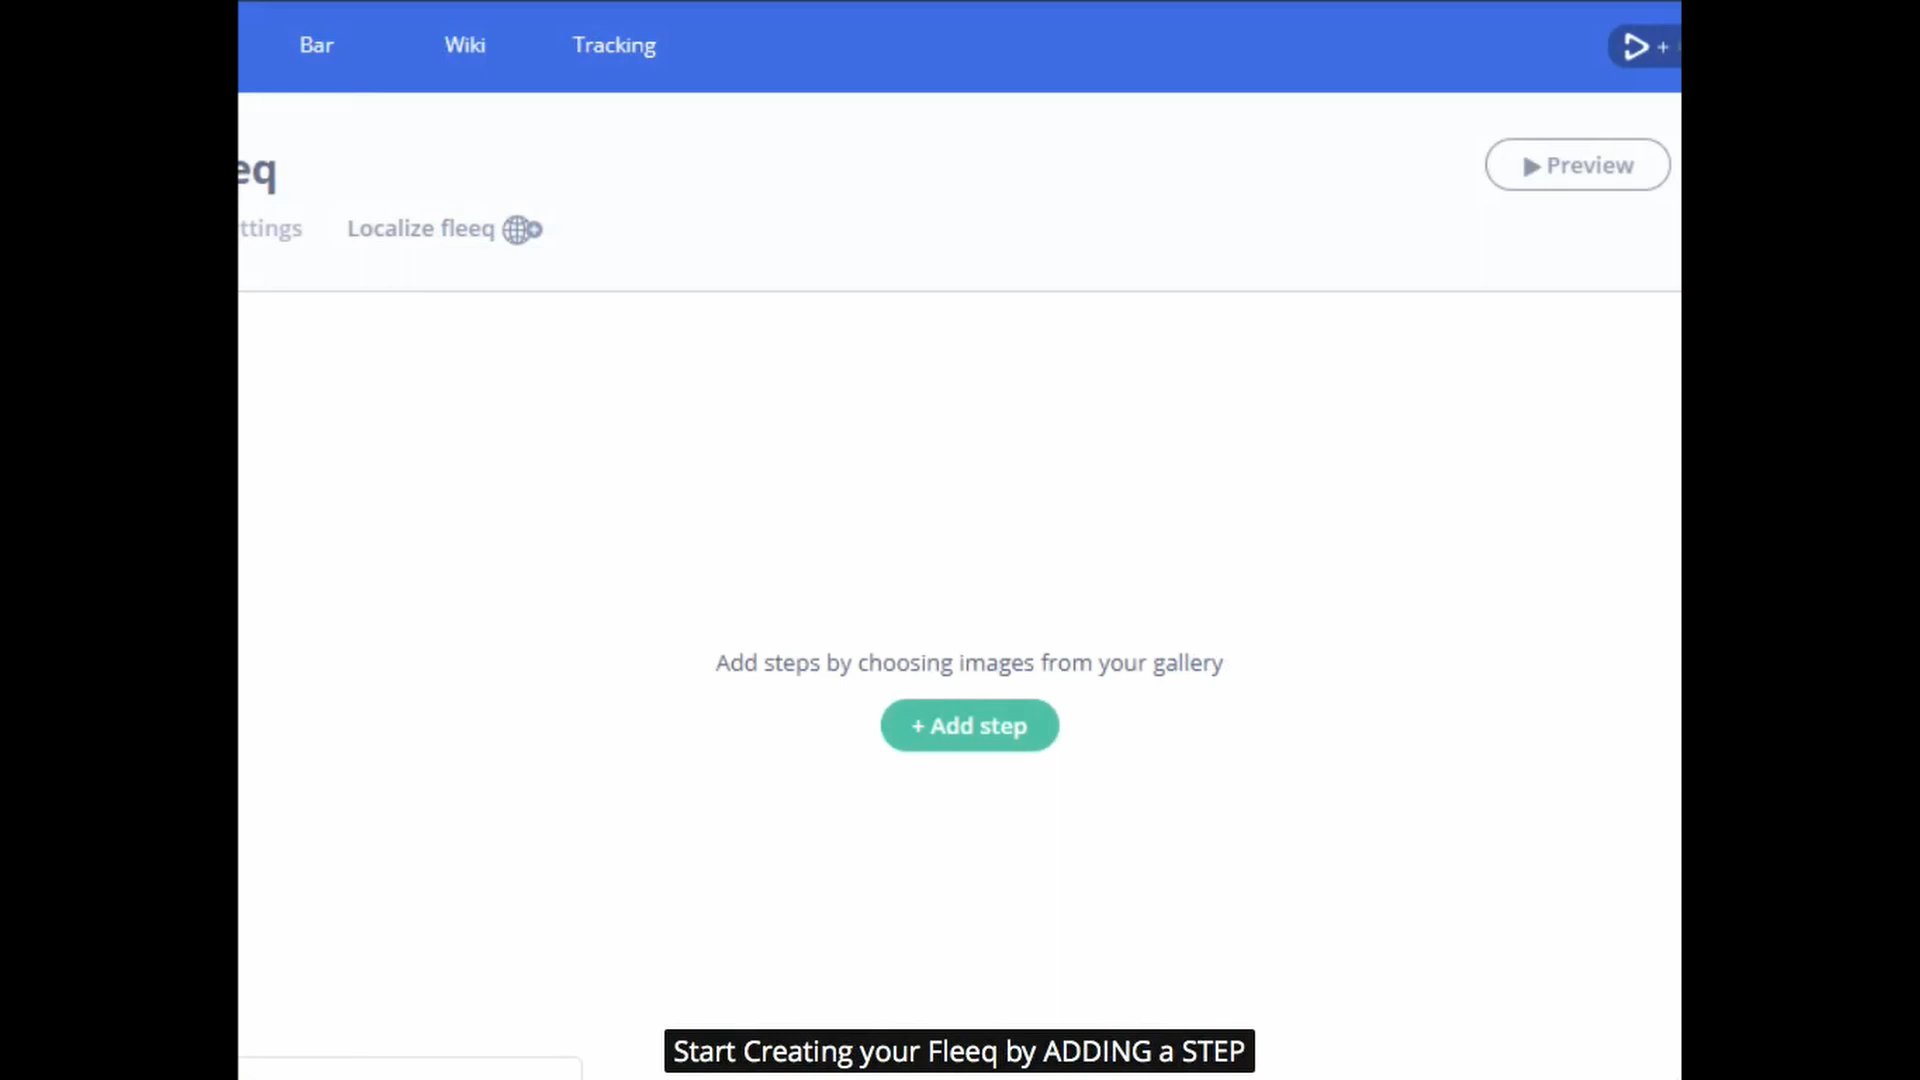 Bar Wiki Tracking
+
eq
Preview
ttings Localize fleeq
Add steps by choosing images from your gallery
+ Add step
Start Creating your Fleeq by ADDING a STEP